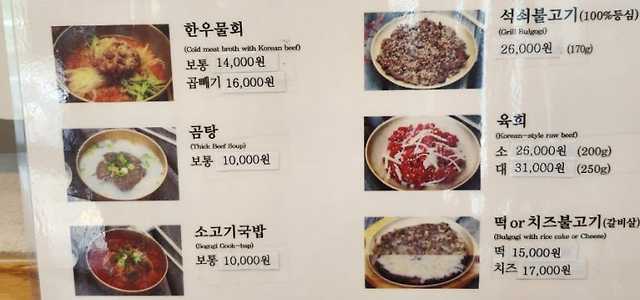 한우물회
(Cold meat broth with Korean beef)
보통 14,000원
곱빼기 16,000원
곰탕
(Thick Beef Soup)
보통 10,000원
소고기국밥
(Sogogi Gook-bap)
보통 10,000원
석쇠불고기(100%등심)
(Grill Bulgogi)
26,000원 (170g)
육회
(Korean-style raw beef)
소 26,000원 (200g)
대 31,000원 (250g)
떡or치즈불고기(갈비살)
(Bulgogi with rice cake or Cheese)
떡 15,000원
치즈 17,000원